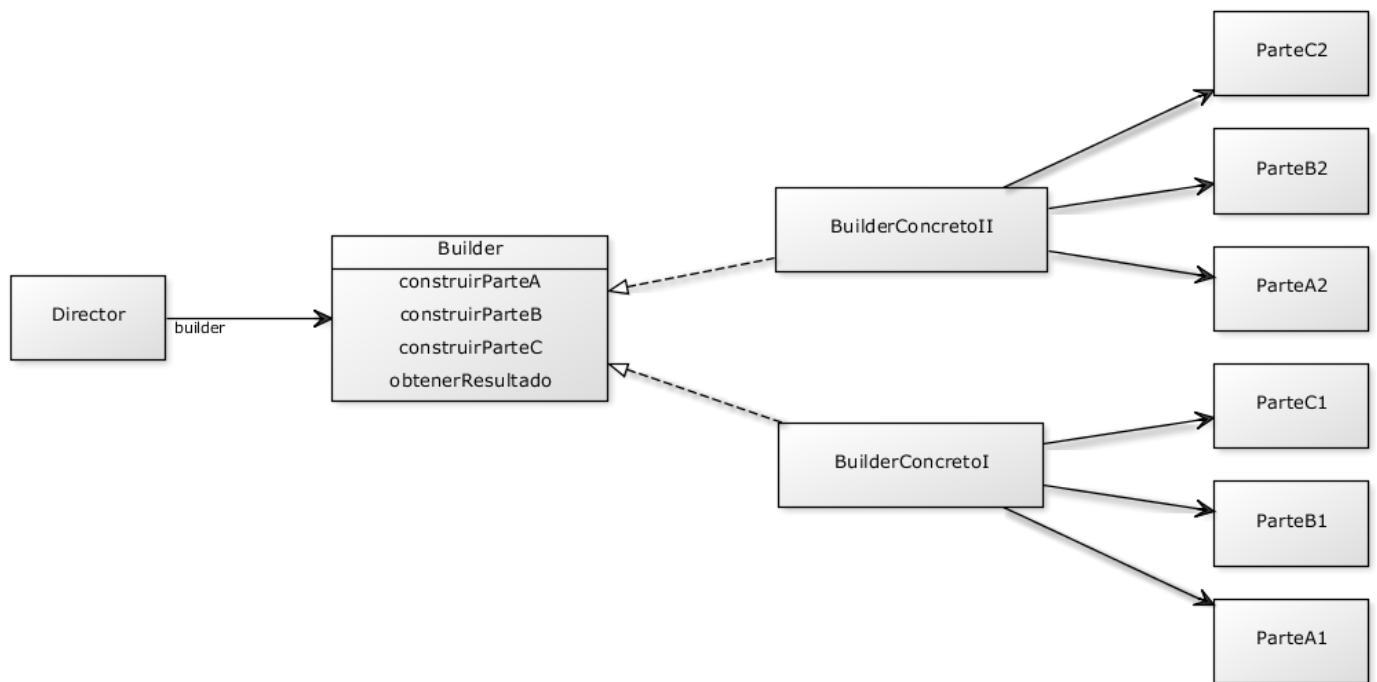 ParteC2
ParteB2
BuilderConcretoII
Builder
construirParteA
construirParteB
construirParteC
obtenerResultado
ParteA2
Director
builder
ParteC1
BuilderConcretoI
ParteB1
ParteA1